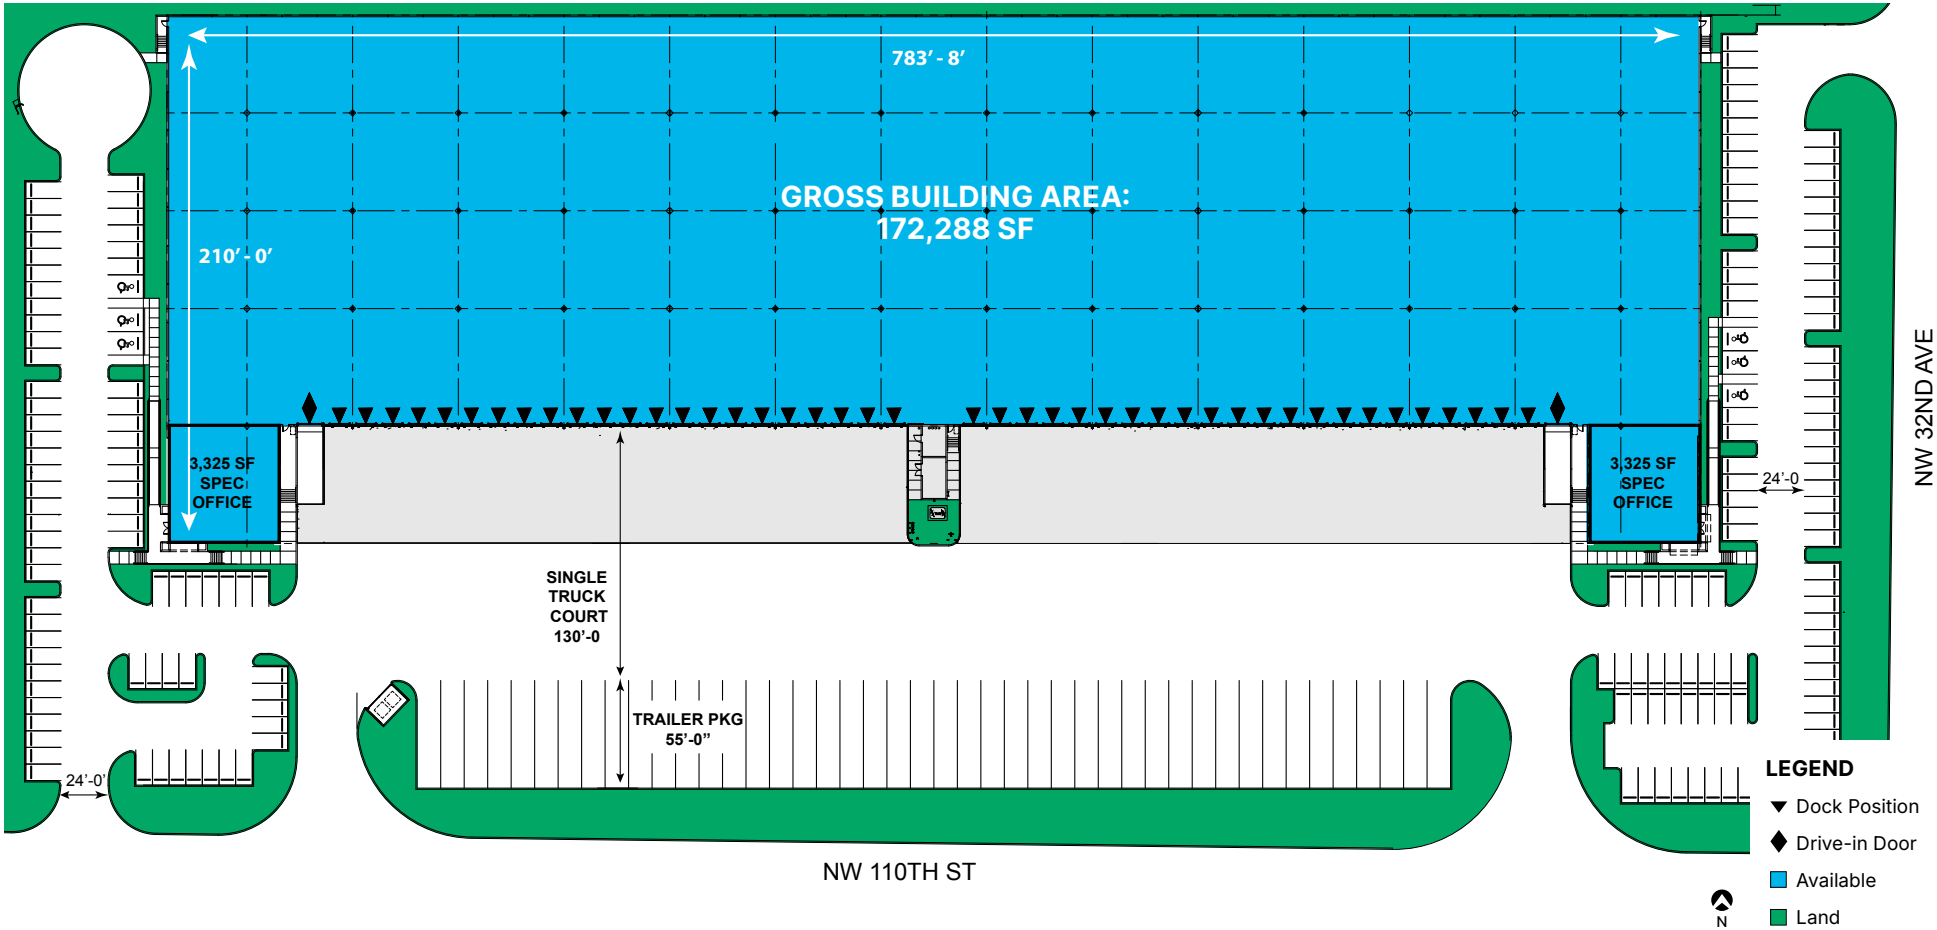 783' - 8'
GROSS BUILDING AREA:
172,288 SF
210' - 0'
3,325 SF
SPEC
OFFICE
3,325 SF
SPEC
OFFICE
24'-0
NW 32ND AVE
SINGLE
TRUCK
COURT
130'-0
TRAILER PKG
55'-0"
24'-0'
NW 110TH ST
LEGEND
Dock Position
Drive-in Door
Available
Land
N